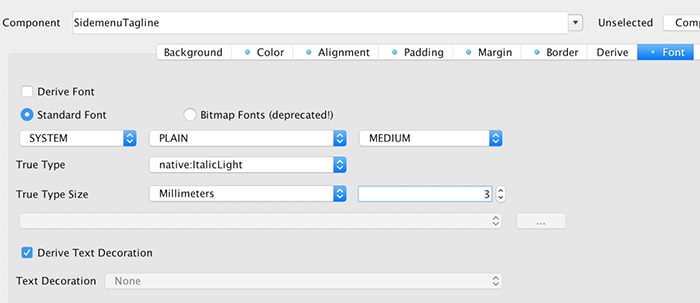 Component SidemenuTagline Unselected Comp
Background Color Alignment Padding Margin Border Derive Font
Derive Font
Standard Font Bitmap Fonts (deprecated!)
SYSTEM PLAIN MEDIUM
True Type native:ItalicLight
True Type Size Millimeters 3
...
Derive Text Decoration
Text Decoration None